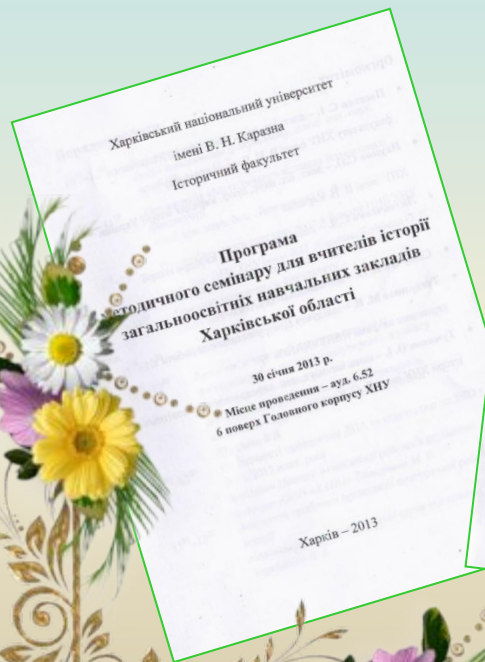 Харківський національний університет
імені В. Н. Каразна
Історичний факультет
Програма
методичного семінару для вчителів історії
загальноосвітніх навчальних закладів
Харківської області
30 січня 2013 р.
Місце проведення – ауд. 6.52
6 поверх Головного корпусу ХНУ
Харків – 2013